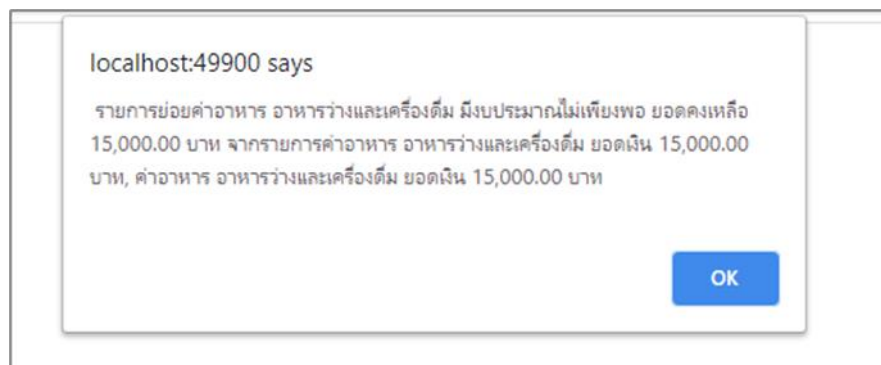 localhost:49900 says
รายการย่อยค่าอาหาร อาหารว่างและเครื่องดื่ม มีงบประมาณไม่เพียงพอ ยอดคงเหลือ
15,000.00 บาท จากรายการค่าอาหาร อาหารว่างและเครื่องดื่ม ยอดเงิน 15,000.00
บาท, ค่าอาหาร อาหารว่างและเครื่องดื่ม ยอดเงิน 15,000.00 บาท
OK